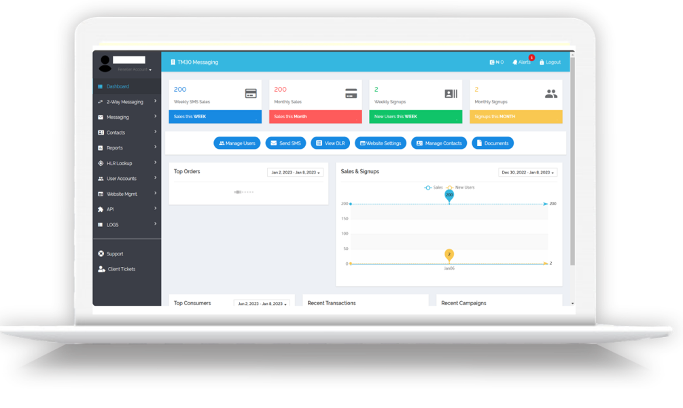 TM30 Messaging
N 0
Alerts
Logout
Dashboard
2-Way Messaging
Messaging
Contacts
Reports
HLR Lookup
User Accounts
Website Mgmt.
API
LOGS
Support
Client Tickets
200
Weekly SMS Sales
Sales this WEEK
200
Monthly Sales
Sales this Month
2
Weekly Signups
New Users this WEEK
2
Monthly Signups
Signups this MONTH
Manage Users
Send SMS
View DLR
Website Settings
Manage Contacts
Documents
Top Orders
Jan 2, 2023 - Jan 8, 2023
Sales & Signups
Dec 30, 2022 - Jan 8, 2023
Sales
New Users
200
150
100
50
0
200
200
2
2
Top Consumers
Jan 2, 2023 - Jan 8, 2023
Recent Transactions
Recent Campaigns